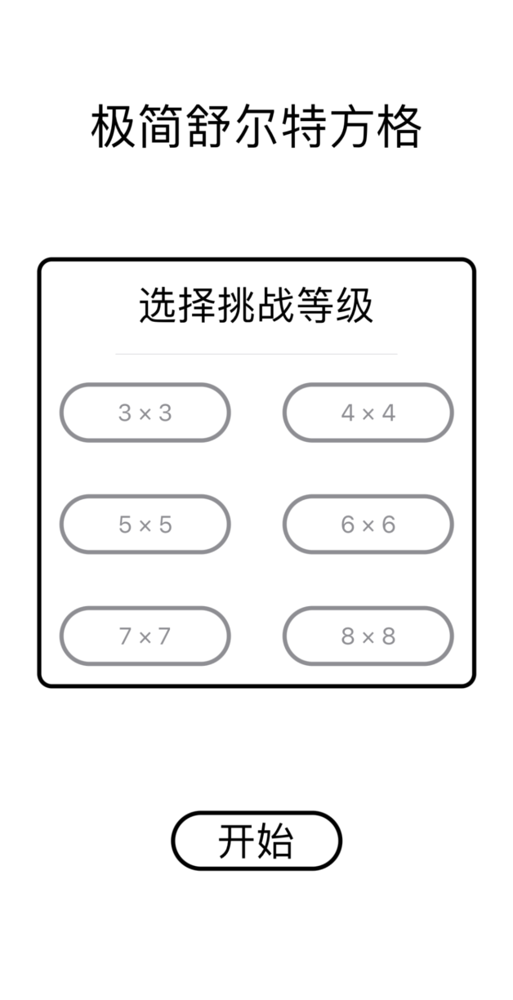 极简舒尔特方格
选择挑战等级
3 × 3
4 × 4
5 × 5
6 × 6
7 × 7
8 × 8
开始